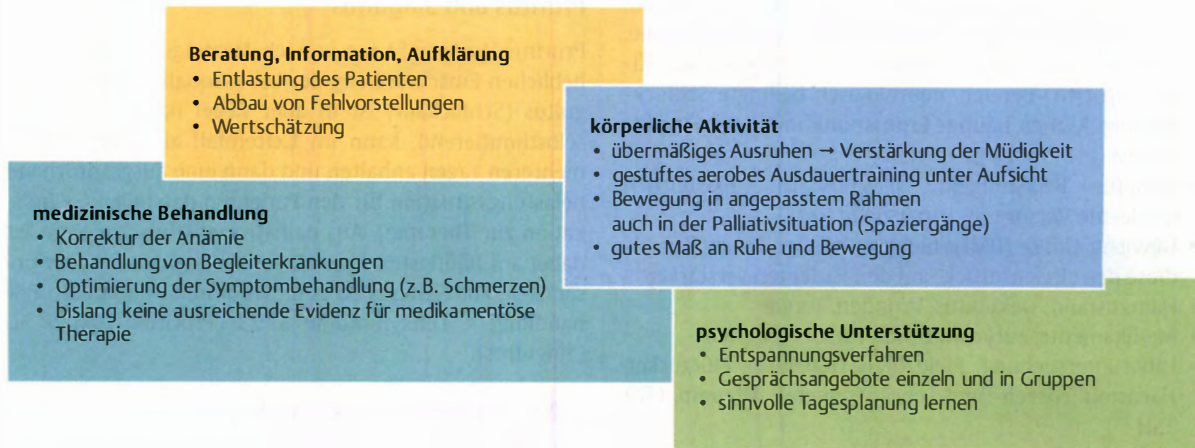 Beratung, Information, Aufklärung
• Entlastung des Patienten
• Abbau von Fehlvorstellungen
• Wertschätzung
körperliche Aktivität
• übermäßiges Ausruhen → Verstärkung der Müdigkeit
• gestuftes aerobes Ausdauertraining unter Aufsicht
• Bewegung in angepasstem Rahmen
auch in der Palliativsituation (Spaziergänge)
• gutes Maß an Ruhe und Bewegung
medizinische Behandlung
• Korrektur der Anämie
• Behandlung von Begleiterkrankungen
• Optimierung der Symptombehandlung (z.B. Schmerzen)
• bislang keine ausreichende Evidenz für medikamentöse
Therapie
psychologische Unterstützung
• Entspannungsverfahren
• Gesprächsangebote einzeln und in Gruppen
• sinnvolle Tagesplanung lernen